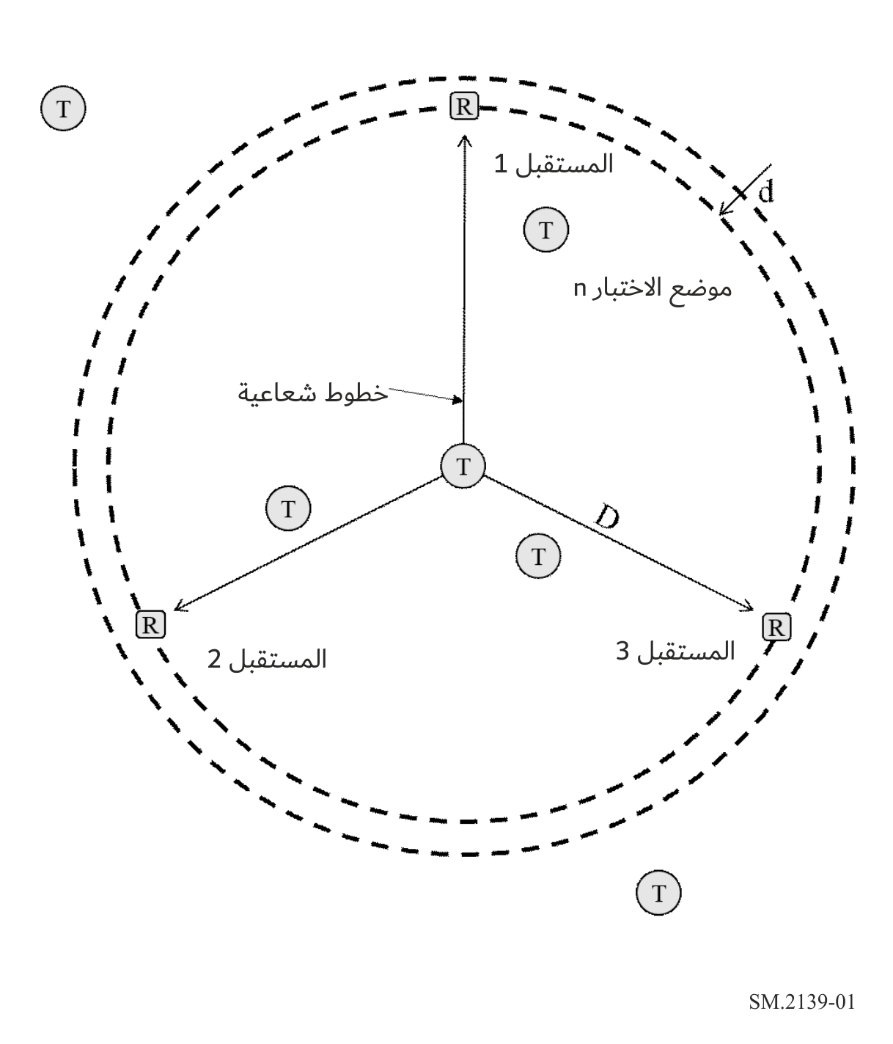 T
R
المستقبل 1
d
T
موضع الاختبار n
خطوط شعاعية
T
T
D
T
R
R
المستقبل 3
المستقبل 2
T
SM.2139-01